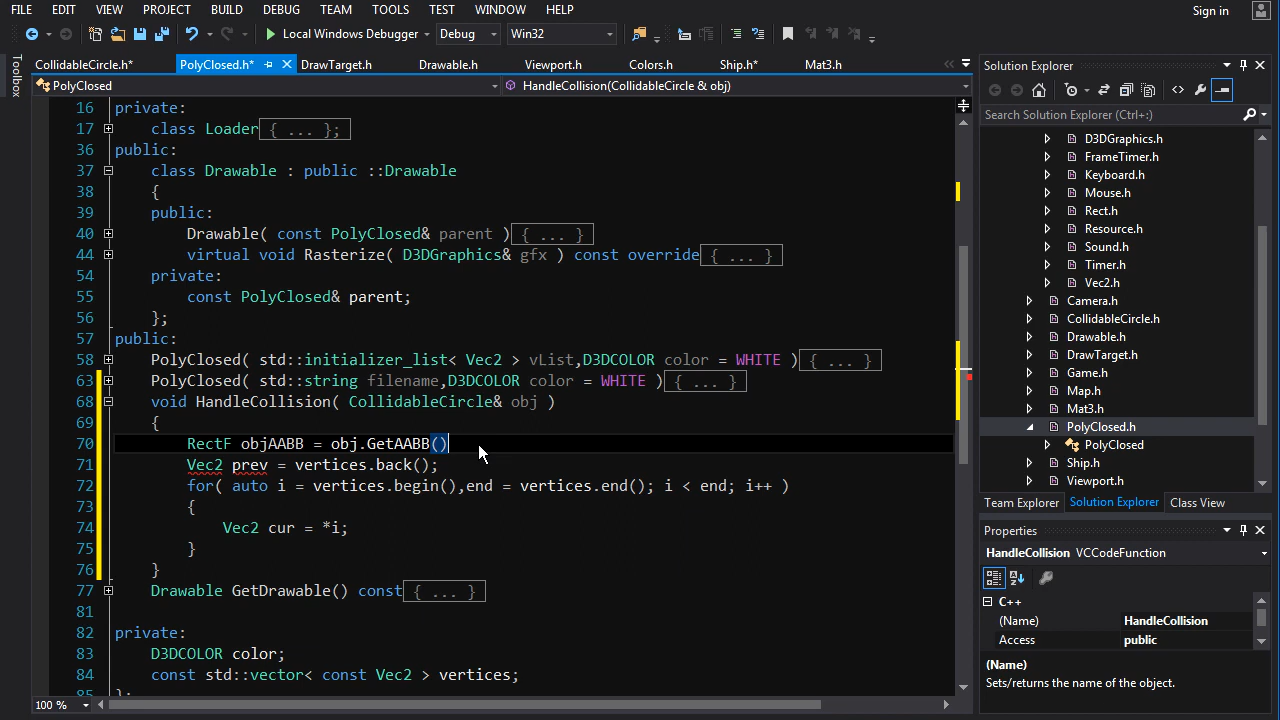 FILE EDIT VIEW PROJECT BUILD DEBUG TEAM TOOLS TEST WINDOW HELP Sign in
Local Windows Debugger Debug Win32
Toolbox
CollidableCircle.h* PolyClosed.h* DrawTarget.h Drawable.h Viewport.h Colors.h Ship.h* Mat3.h
PolyClosed HandleCollision(CollidableCircle & obj)
16 private:
17 class Loader{ ... };
36 public:
37 class Drawable : public ::Drawable
38 {
39 public:
40 Drawable( const PolyClosed& parent ){ ... }
44 virtual void Rasterize( D3DGraphics& gfx ) const override{ ... }
54 private:
55 const PolyClosed& parent;
56 };
57 public:
58 PolyClosed( std::initializer_list< Vec2 > vList,D3DCOLOR color = WHITE ){ ... }
63 PolyClosed( std::string filename,D3DCOLOR color = WHITE ){ ... }
68 void HandleCollision( CollidableCircle& obj )
69 {
70 RectF objAABB = obj.GetAABB()
71 Vec2 prev = vertices.back();
72 for( auto i = vertices.begin(),end = vertices.end(); i < end; i++ )
73 {
74 Vec2 cur = *i;
75 }
76 }
77 Drawable GetDrawable() const{ ... }
81
82 private:
83 D3DCOLOR color;
84 const std::vector< const Vec2 > vertices;
85 };
100 %
Solution Explorer
Search Solution Explorer (Ctrl+;)
D3DGraphics.h
FrameTimer.h
Keyboard.h
Mouse.h
Rect.h
Resource.h
Sound.h
Timer.h
Vec2.h
Camera.h
CollidableCircle.h
Drawable.h
DrawTarget.h
Game.h
Map.h
Mat3.h
PolyClosed.h
PolyClosed
Ship.h
Viewport.h
Team Explorer Solution Explorer Class View
Properties
HandleCollision VCCodeFunction
C++
(Name) HandleCollision
Access public
(Name)
Sets/returns the name of the object.